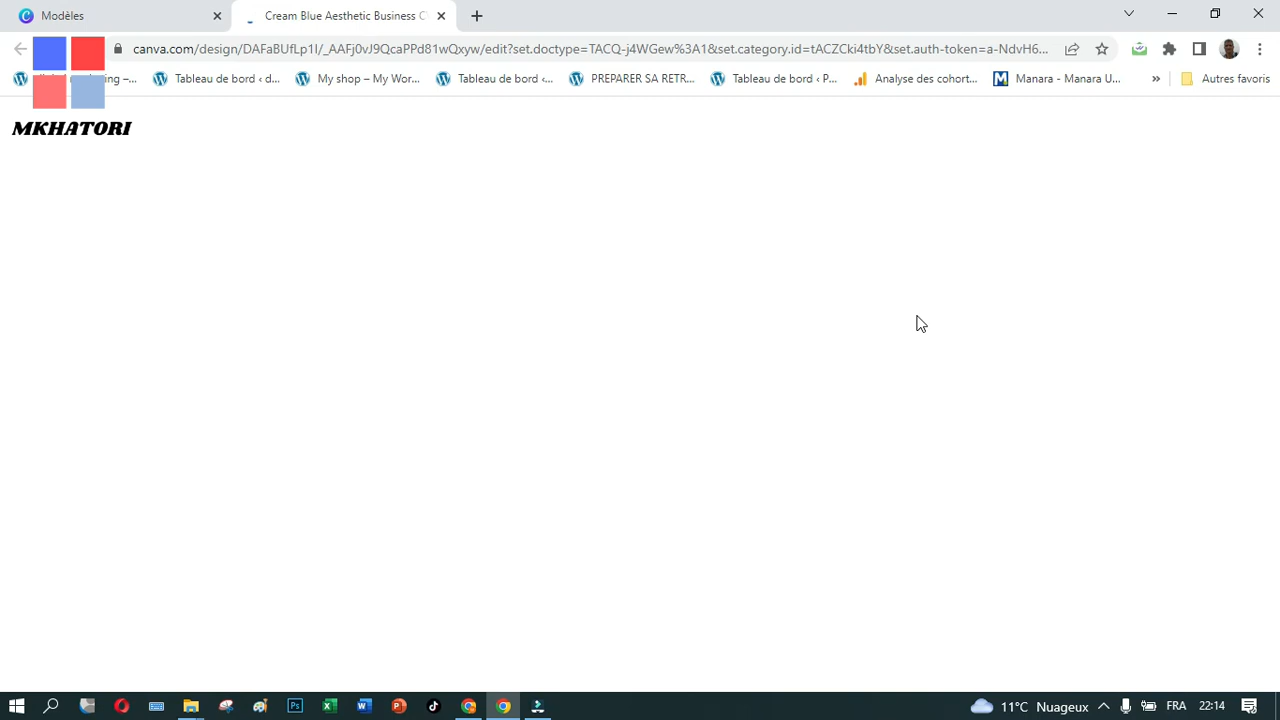 Modèles
Cream Blue Aesthetic Business C
canva.com/design/DAFaBUfLp1I/_AAFj0vJ9QcaPPd81wQxyw/edit?set.doctype=TACQ-j4WGew%3A1&set.category.id=tACZCki4tbY&set.auth-token=a-NdvH6...
Tableau de bord ‹ d...
My shop – My Wor...
Tableau de bord ‹...
PREPARER SA RETR...
Tableau de bord ‹ P...
Analyse des cohort...
Manara - Manara U...
»
Autres favoris
MKHATORI
11°C Nuageux
FRA
22:14